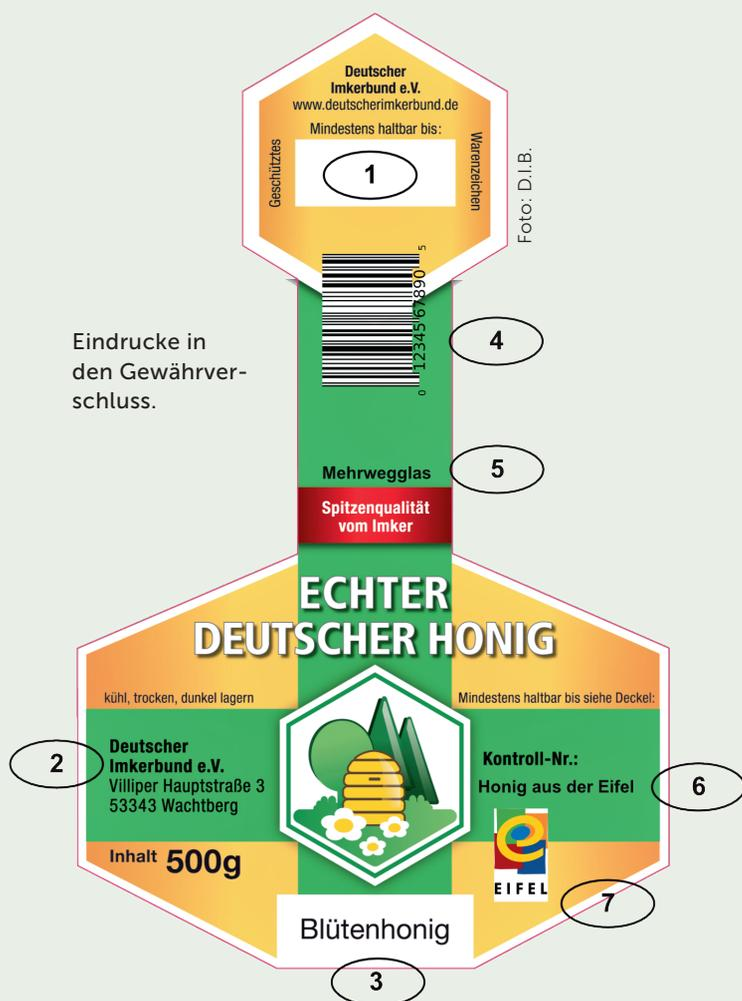 Deutscher
Imkerbund e.V.
www.deutscherimkerbund.de
Mindestens haltbar bis:
Geschütztes
1
Warenzeichen
Foto: D.I.B.
0 12345 67890 5
4
Eindrucke in
den Gewährver-
schluss.
Mehrwegglas
5
Spitzenqualität
vom Imker
ECHTER
DEUTSCHER HONIG
kühl, trocken, dunkel lagern
Mindestens haltbar bis siehe Deckel:
2
Deutscher
Imkerbund e.V.
Villiper Hauptstraße 3
53343 Wachtberg
Kontroll-Nr.:
Honig aus der Eifel
6
Inhalt 500g
e
EIFEL
7
Blütenhonig
3